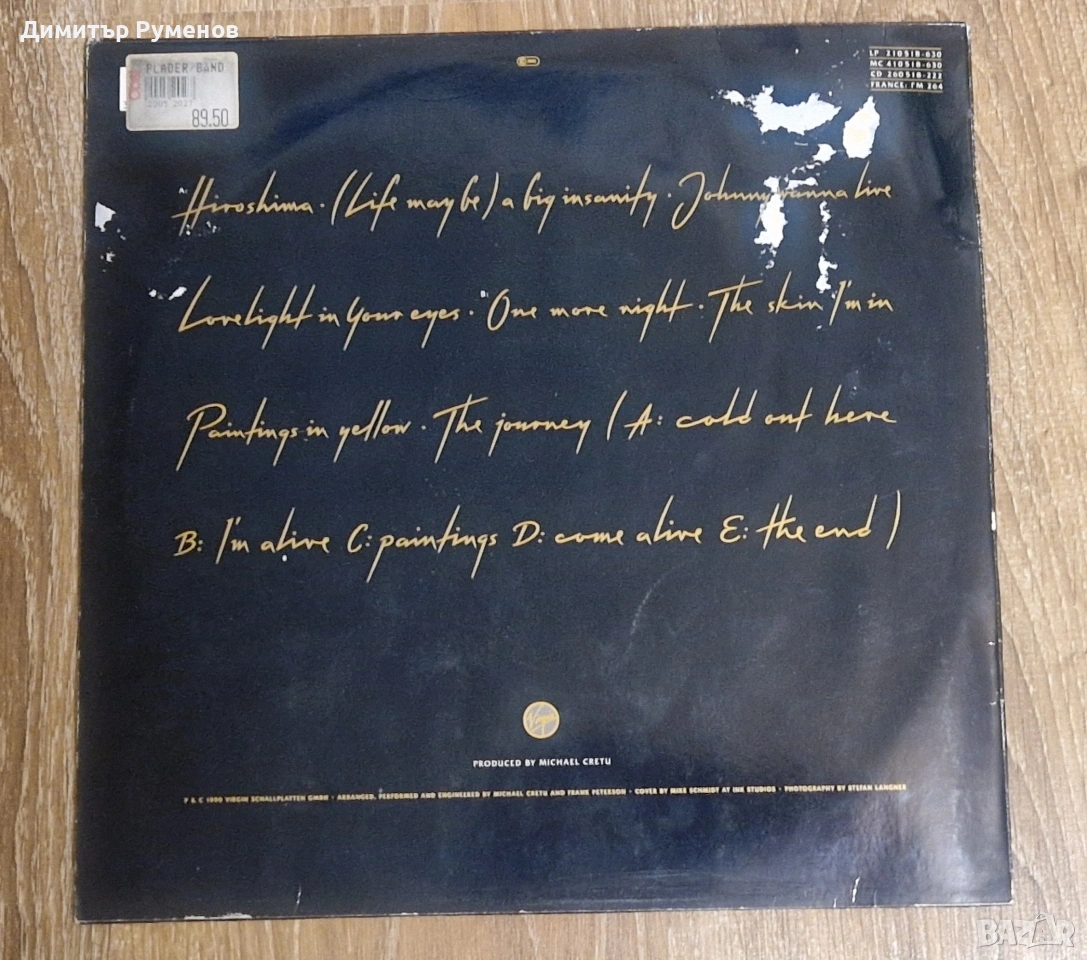 Димитър Руменов
PLADER/BAND
89.50
LP 210518-630
MC 410518-630
CD 260518-222
FRANCE: PM 264
A: Hiroshima · (Life may be) a big insanity · Johnny wanna live
Lovelight in your eyes · B: One more night · The skin I'm in
Paintings in yellow · The journey (A: cold out here
B: I'm alive C: paintings D: come alive E: the end)
Virgin
PRODUCED BY MICHAEL CRETU
P & C 1990 VIRGIN SCHALLPLATTEN GMBH · ARRANGED, PERFORMED AND ENGINEERED BY MICHAEL CRETU AND FRANK PETERSON · COVER BY MIKE SCHMIDT AT INK STUDIOS · PHOTOGRAPHY BY STEFAN LANGNER
BAZAR